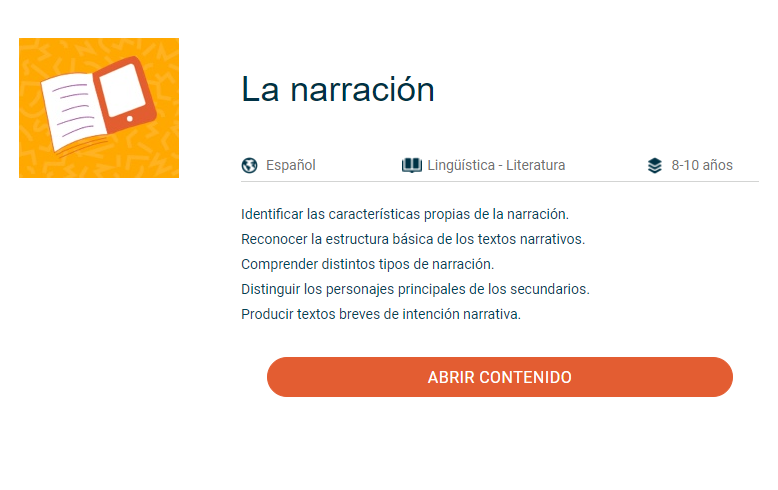 La narración
Español
Lingüística - Literatura
8-10 años
Identificar las características propias de la narración.
Reconocer la estructura básica de los textos narrativos.
Comprender distintos tipos de narración.
Distinguir los personajes principales de los secundarios.
Producir textos breves de intención narrativa.
ABRIR CONTENIDO